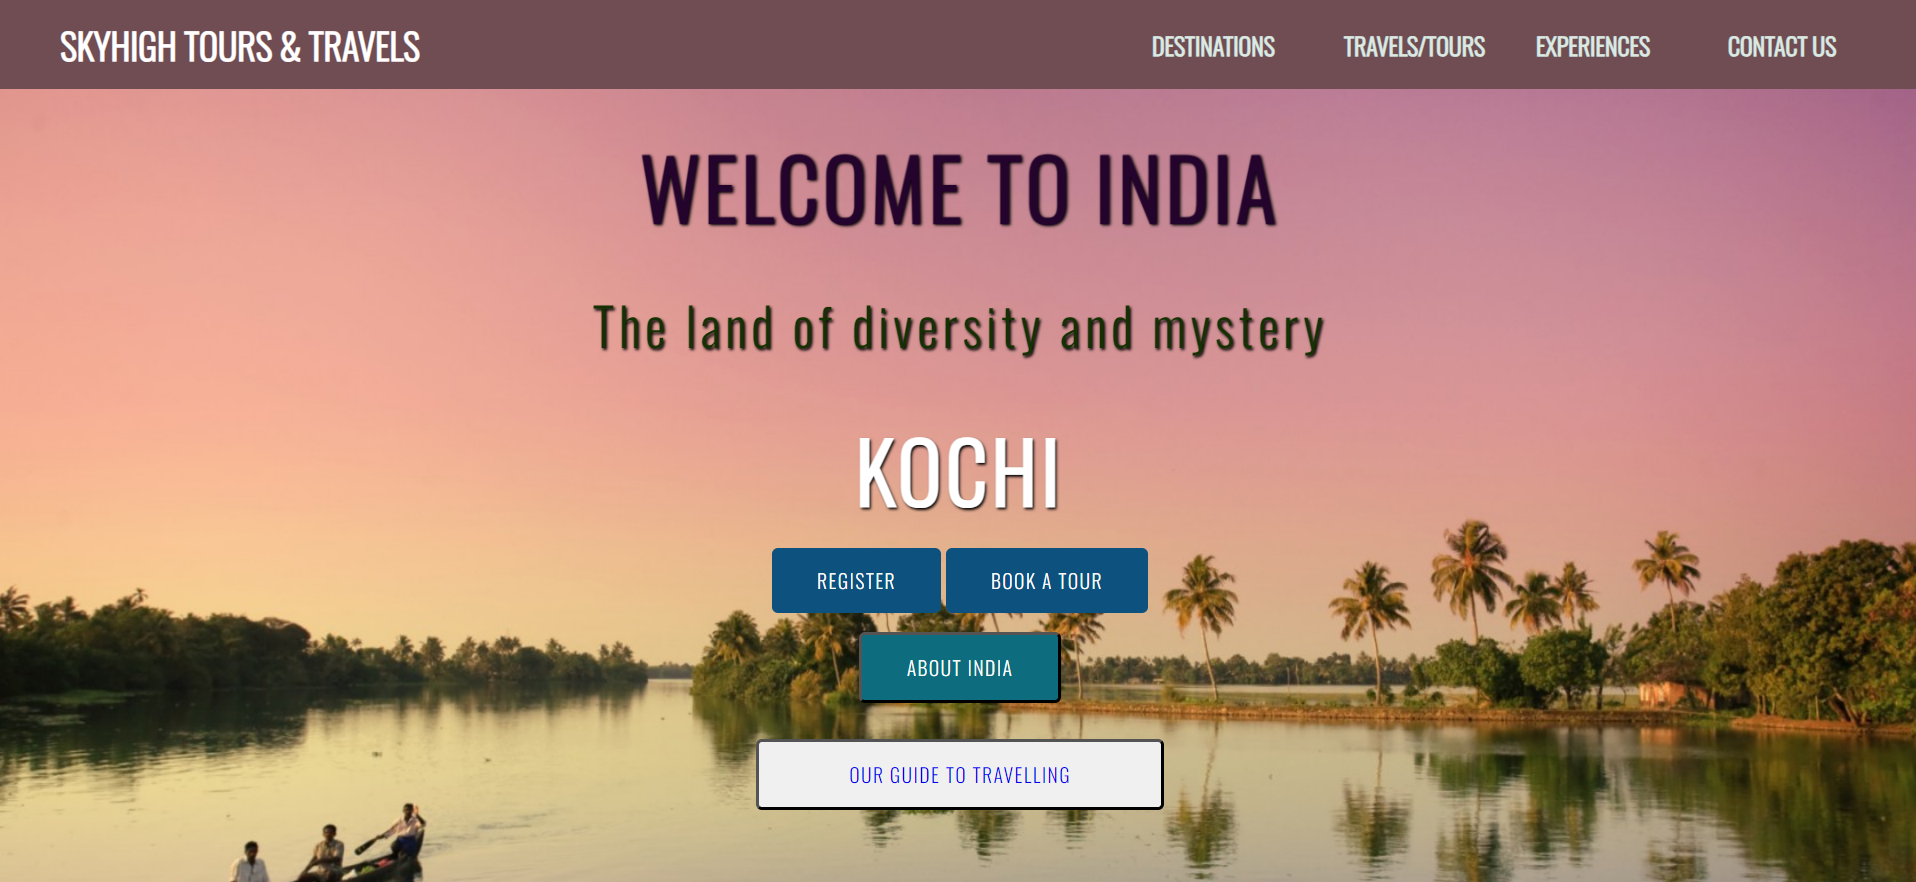 SKYHIGH TOURS & TRAVELS
DESTINATIONS TRAVELS/TOURS EXPERIENCES CONTACT US
WELCOME TO INDIA
The land of diversity and mystery
KOCHI
REGISTER BOOK A TOUR
ABOUT INDIA
OUR GUIDE TO TRAVELLING